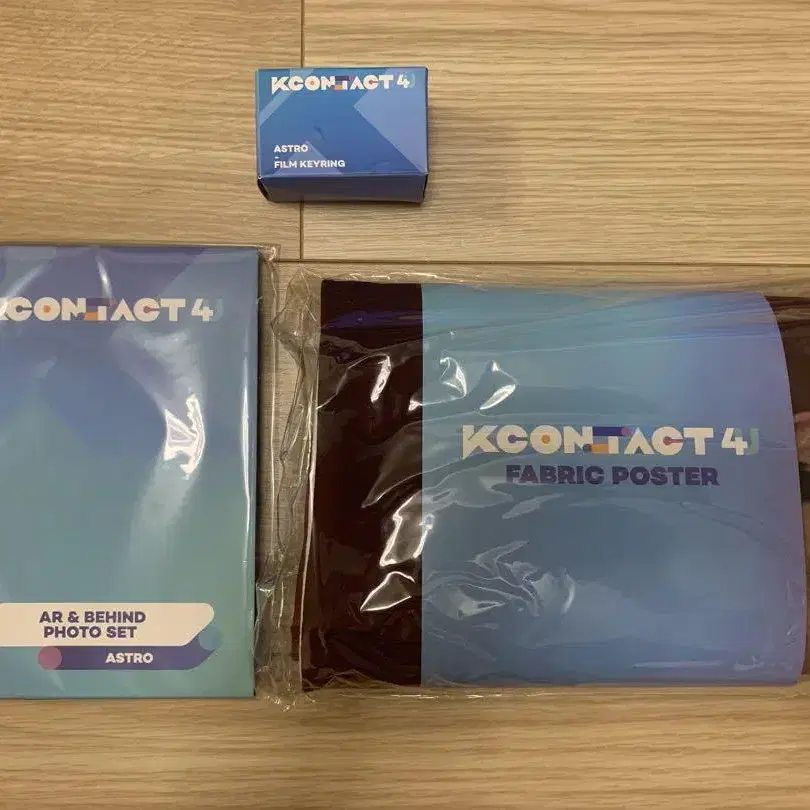 KCONTACT 4U
ASTRO
-
FILM KEYRING
KCONTACT 4U
AR & BEHIND
PHOTO SET
ASTRO
KCONTACT 4U
FABRIC POSTER